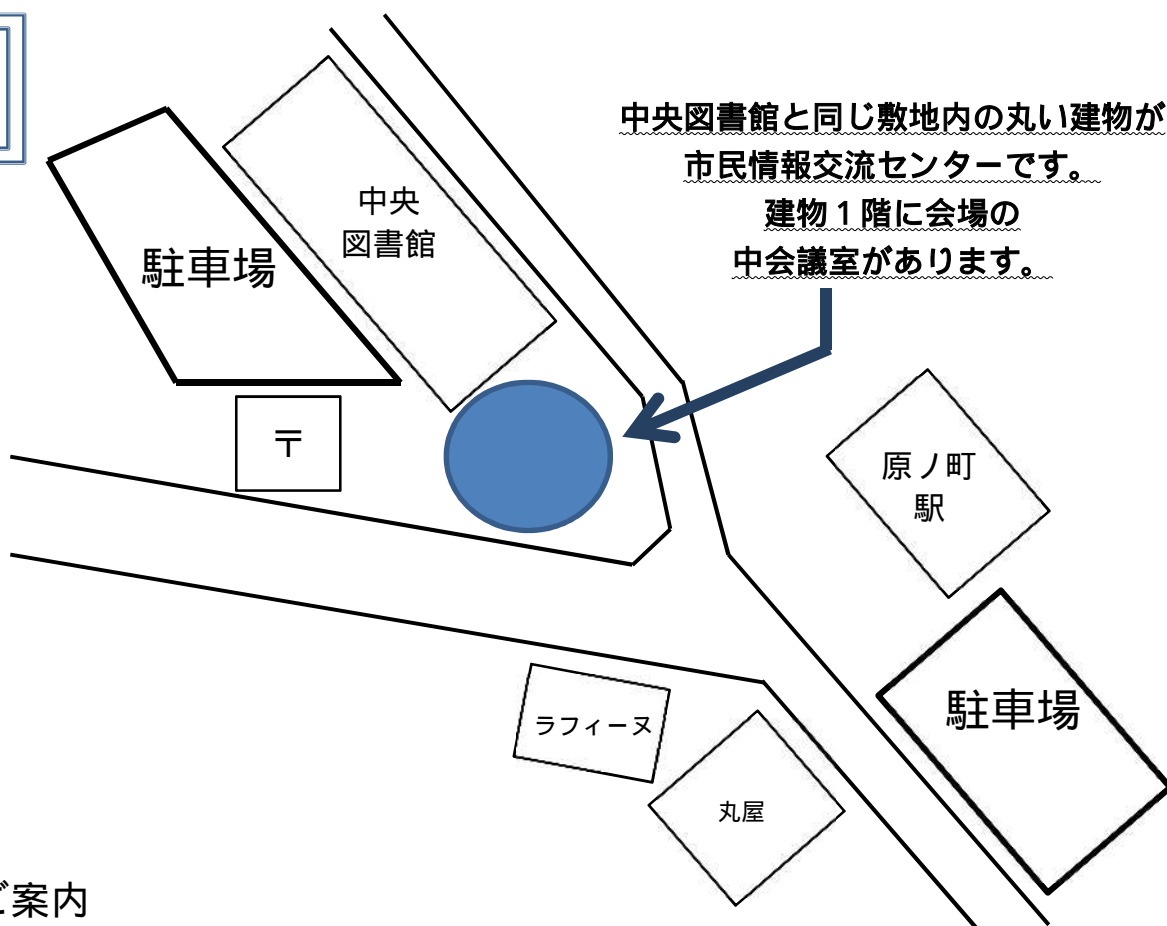 中央図書館と同じ敷地内の丸い建物が
市民情報交流センターです。
建物１階に会場の
中会議室があります。
中央
図書館
駐車場
〒
原ノ町
駅
駐車場
ラフィーヌ
丸屋
ご案内